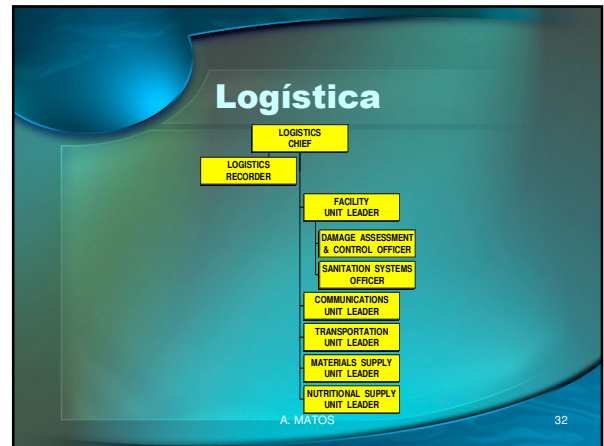 Logística
LOGISTICS
CHIEF
LOGISTICS
RECORDER
FACILITY
UNIT LEADER
DAMAGE ASSESSMENT
& CONTROL OFFICER
SANITATION SYSTEMS
OFFICER
COMMUNICATIONS
UNIT LEADER
TRANSPORTATION
UNIT LEADER
MATERIALS SUPPLY
UNIT LEADER
NUTRITIONAL SUPPLY
UNIT LEADER
A. MATOS
32